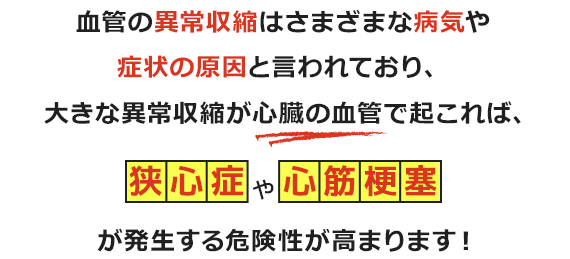 血管の異常収縮はさまざまな病気や
症状の原因と言われており、
大きな異常収縮が心臓の血管で起これば、
狭心症や心筋梗塞
が発生する危険性が高まります！